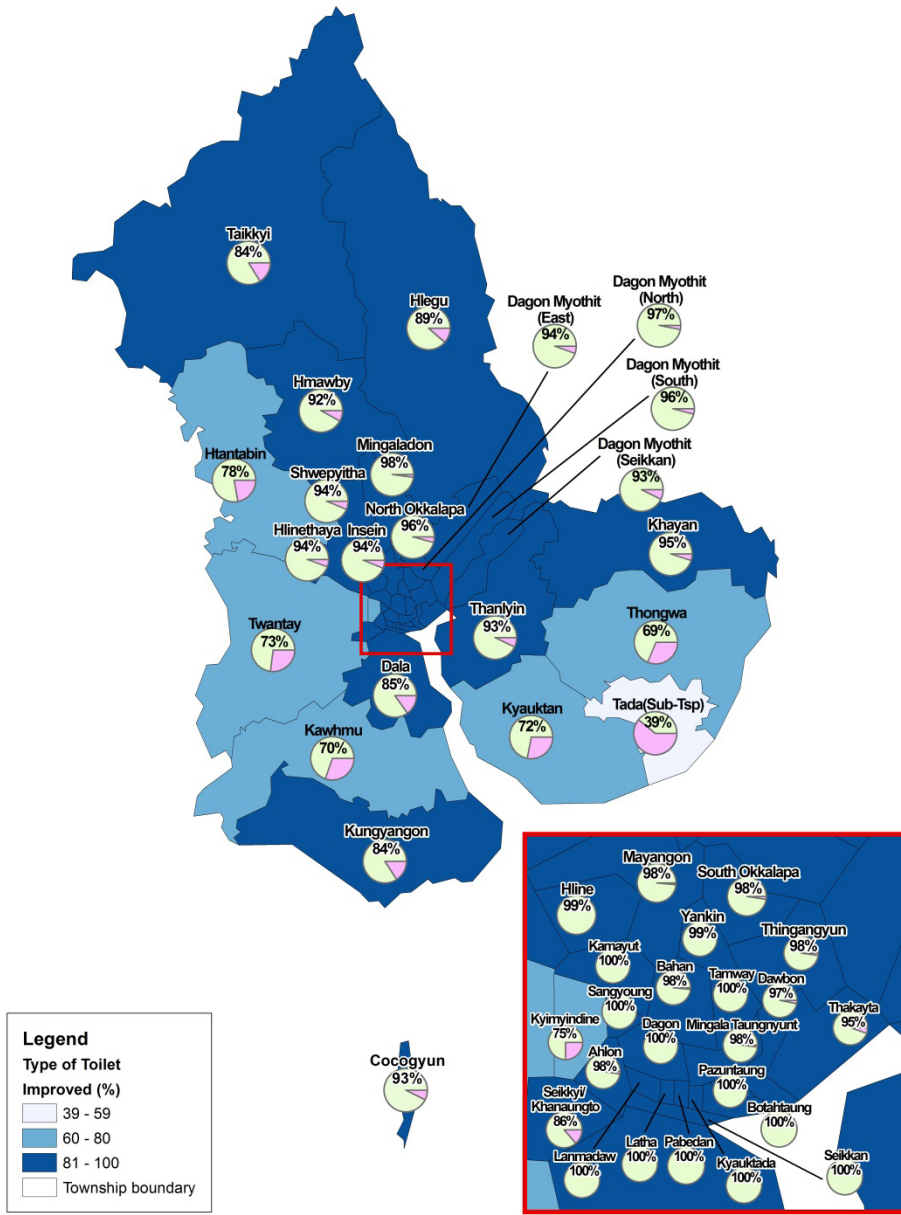 Taikkyi
84%
Hlegu
89%
Dagon Myothit
(East)
94%
Dagon Myothit
(North)
97%
Dagon Myothit
(South)
96%
Dagon Myothit
(Seikkan)
93%
Hmawby
92%
Mingaladon
98%
Htantabin
78%
Shwepyitha
94%
North Okkalapa
96%
Hlinethaya
94%
Insein
94%
Khayan
95%
Twantay
73%
Thanlyin
93%
Thongwa
69%
Dala
85%
Kyauktan
72%
Tada(Sub-Tsp)
39%
Kawhmu
70%
Kungyangon
84%
Cocogyun
93%
Mayangon
98%
South Okkalapa
98%
Hline
99%
Yankin
99%
Thingangyun
98%
Kamayut
100%
Bahan
98%
Tamway
100%
Dawbon
97%
Sangyoung
100%
Thakayta
95%
Kyimyindine
75%
Dagon
100%
Mingala Taungnyunt
98%
Ahlon
98%
Pazuntaung
100%
Seikkyi/
Khanaungto
86%
Botahtaung
100%
Lanmadaw
100%
Latha
100%
Pabedan
100%
Kyauktada
100%
Seikkan
100%
Legend
Type of Toilet
Improved (%)
39 - 59
60 - 80
81 - 100
Township boundary